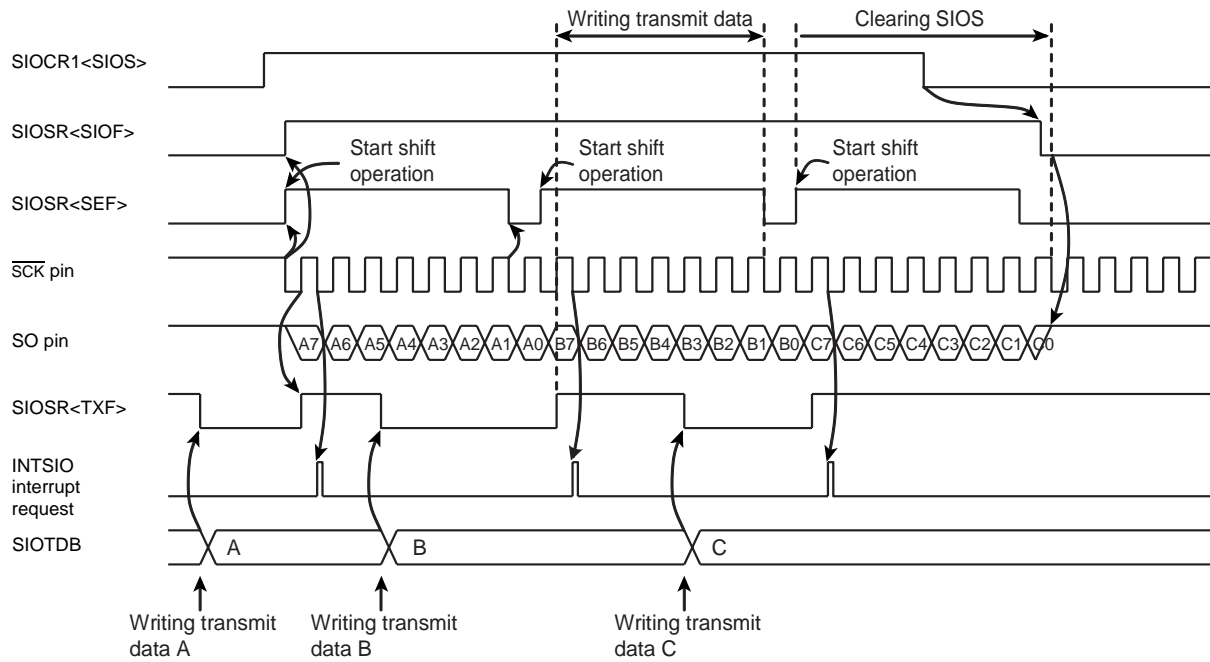 Writing transmit data
Clearing SIOS
SIOCR1<SIOS>
SIOSR<SIOF>
Start shift
operation
Start shift
operation
Start shift
operation
SIOSR<SEF>
SCK pin
SO pin
A7 A6 A5 A4 A3 A2 A1 A0 B7 B6 B5 B4 B3 B2 B1 B0 C7 C6 C5 C4 C3 C2 C1 C0
SIOSR<TXF>
INTSIO
interrupt
request
SIOTDB
A
B
C
Writing transmit
data A
Writing transmit
data B
Writing transmit
data C